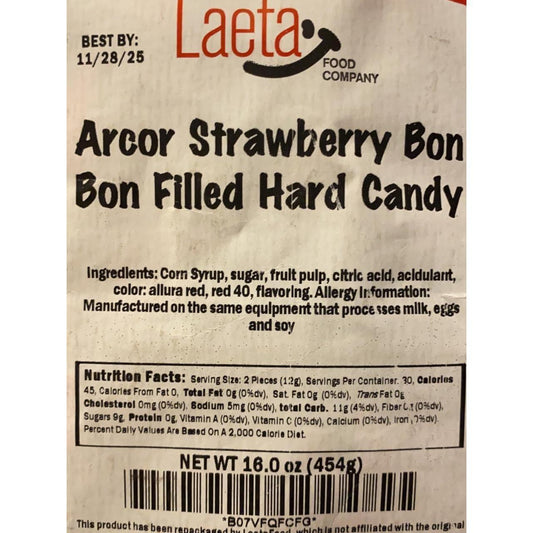 BEST BY:
11/28/25
Laeta
FOOD
COMPANY
Arcor Strawberry Bon
Bon Filled Hard Candy
Ingredients: Corn Syrup, sugar, fruit pulp, citric acid, acidulant,
color: allura red, red 40, flavoring. Allergy Information:
Manufactured on the same equipment that processes milk, eggs
and soy
Nutrition Facts: Serving Size: 2 Pieces (12g), Servings Per Container: 30, Calories
45, Calories From Fat 0, Total Fat 0g (0%dv), Sat. Fat 0g (0%dv), Trans Fat 0g
Cholesterol 0mg (0%dv), Sodium 5mg (0%dv), total Carb. 11g (4%dv), Fiber (0%dv),
Sugars 9g, Protein 0g, Vitamin A (0%dv), Vitamin C (0%dv), Calcium (0%dv), Iron
Percent Daily Values Are Based On A 2,000 Calorie Diet.
NET WT 16.0 oz (454g)
*B07VFQFCFG*
This product has been repackaged by LaetaFood, which is not affiliated with the original